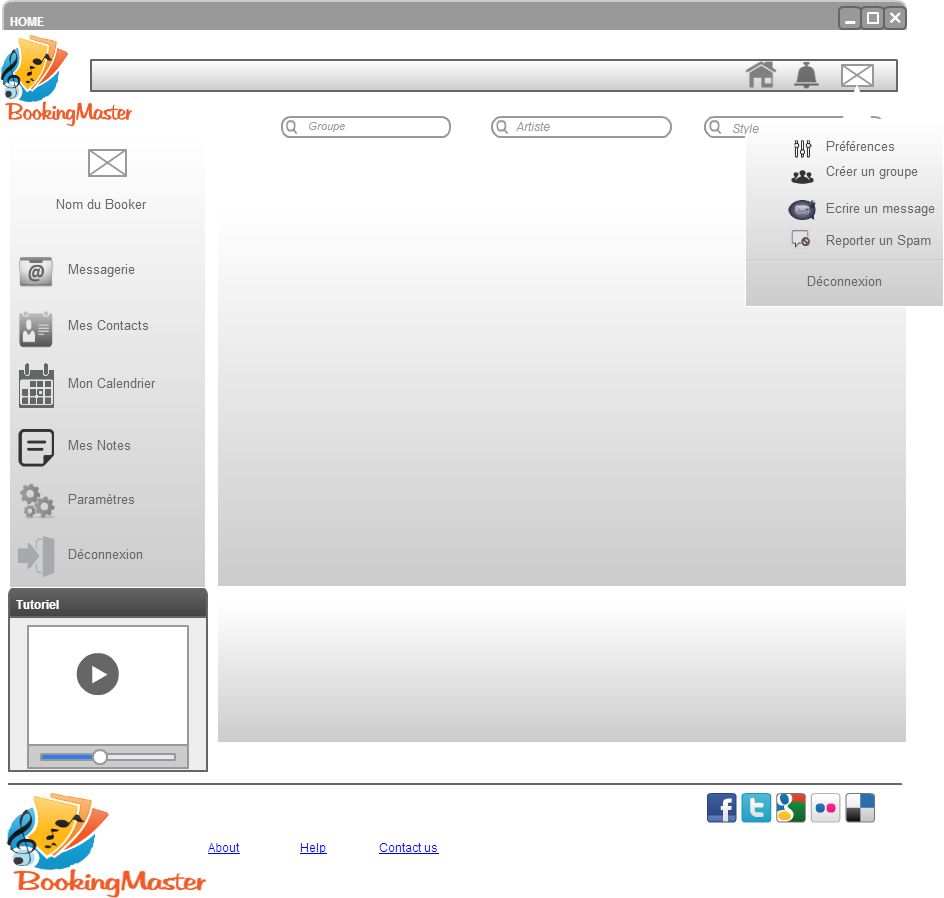 HOME
BookingMaster
Groupe
Artiste
Style
Préférences
Créer un groupe
Ecrire un message
Reporter un Spam
Déconnexion
Nom du Booker
Messagerie
@
Mes Contacts
Mon Calendrier
Mes Notes
Paramètres
Déconnexion
Tutoriel
BookingMaster
About
Help
Contact us